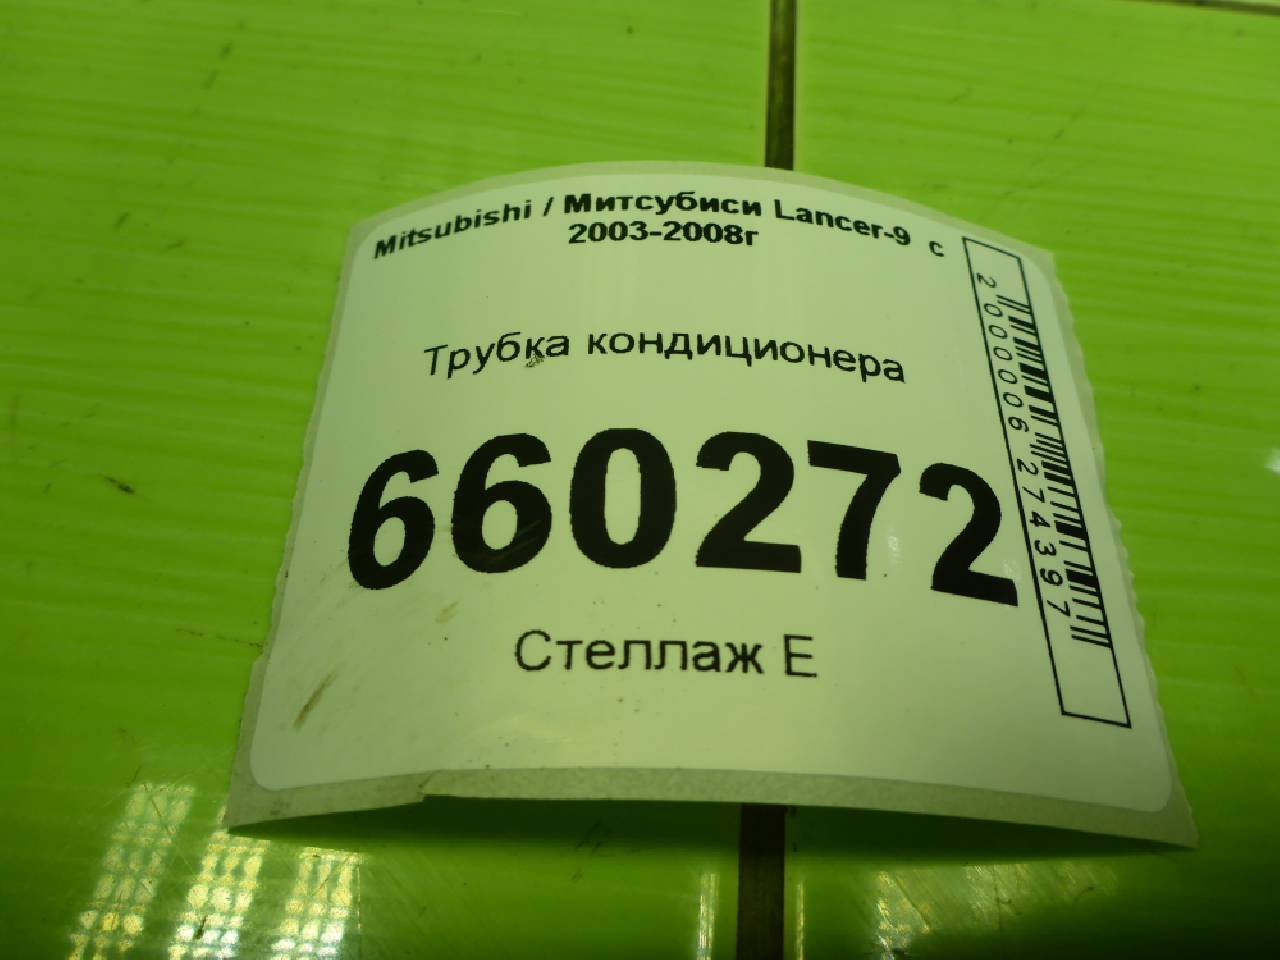 Mitsubishi / Митсубиси Lancer-9 с
2003-2008г
Трубка кондиционера
660272
Стеллаж Е
2000006274397